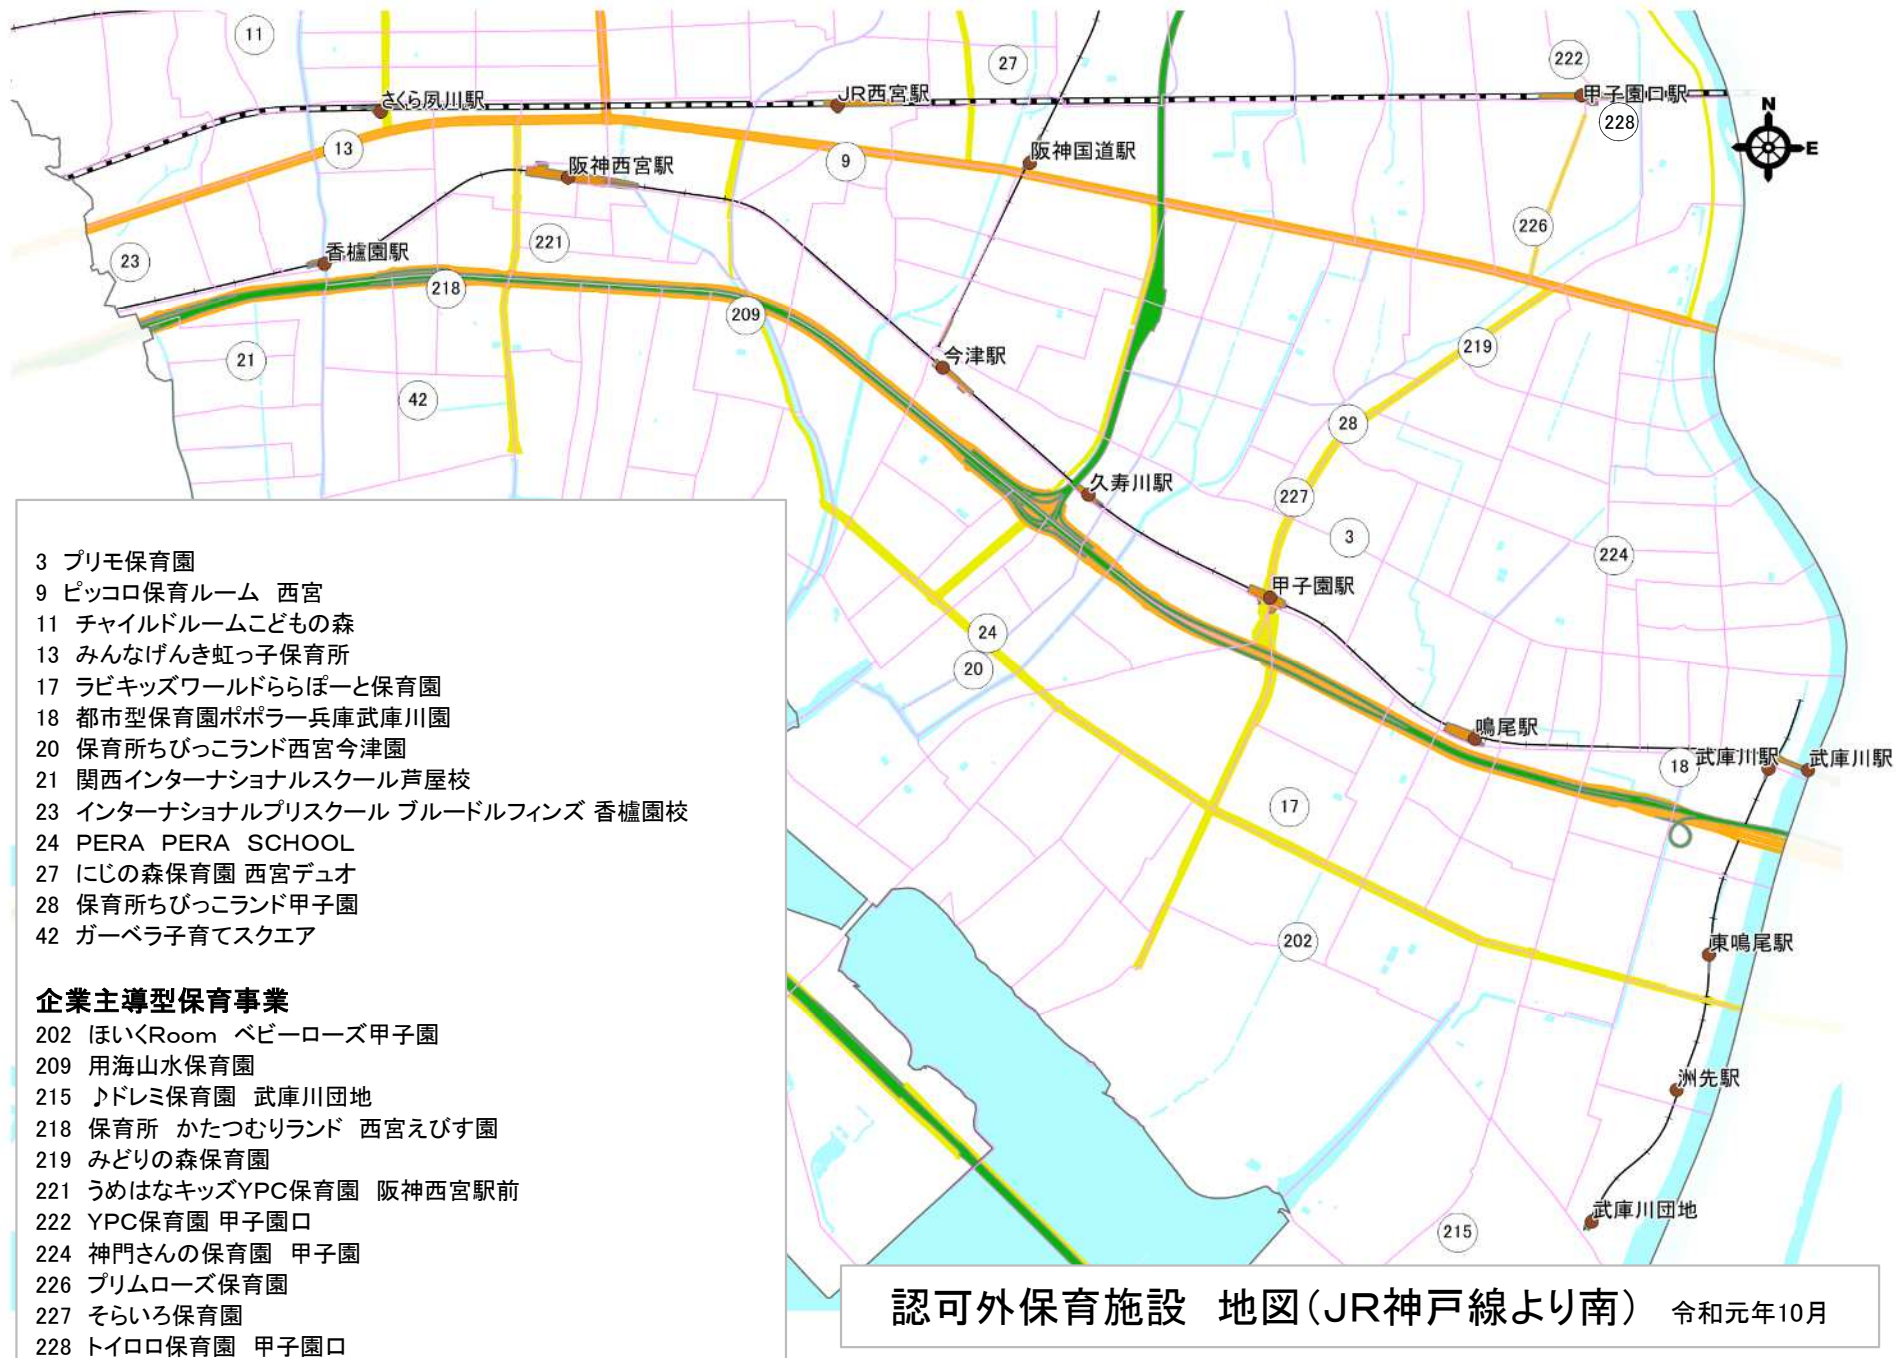 11
27
222
さくら夙川駅
JR西宮駅
甲子園口駅
N
E
228
13
9
阪神国道駅
阪神西宮駅
226
221
23
香櫨園駅
218
209
219
21
今津駅
42
28
久寿川駅
227
3
224
甲子園駅
24
20
鳴尾駅
18
武庫川駅
武庫川駅
17
202
東鳴尾駅
洲先駅
武庫川団地
215
3 プリモ保育園
9 ピッコロ保育ルーム 西宮
11 チャイルドルームこどもの森
13 みんなげんき虹っ子保育所
17 ラビキッズワールドららぽーと保育園
18 都市型保育園ポポラー兵庫武庫川園
20 保育所ちびっこランド西宮今津園
21 関西インターナショナルスクール芦屋校
23 インターナショナルプリスクール ブルードルフィンズ 香櫨園校
24 PERA PERA SCHOOL
27 にじの森保育園 西宮デュオ
28 保育所ちびっこランド甲子園
42 ガーベラ子育てスクエア
企業主導型保育事業
202 ほいくRoom ベビーローズ甲子園
209 用海山水保育園
215 ♪ドレミ保育園 武庫川団地
218 保育所 かたつむりランド 西宮えびす園
219 みどりの森保育園
221 うめはなキッズYPC保育園 阪神西宮駅前
222 YPC保育園 甲子園口
224 神門さんの保育園 甲子園
226 プリムローズ保育園
227 そらいろ保育園
228 トイロロ保育園 甲子園口
認可外保育施設 地図（JR神戸線より南） 令和元年10月